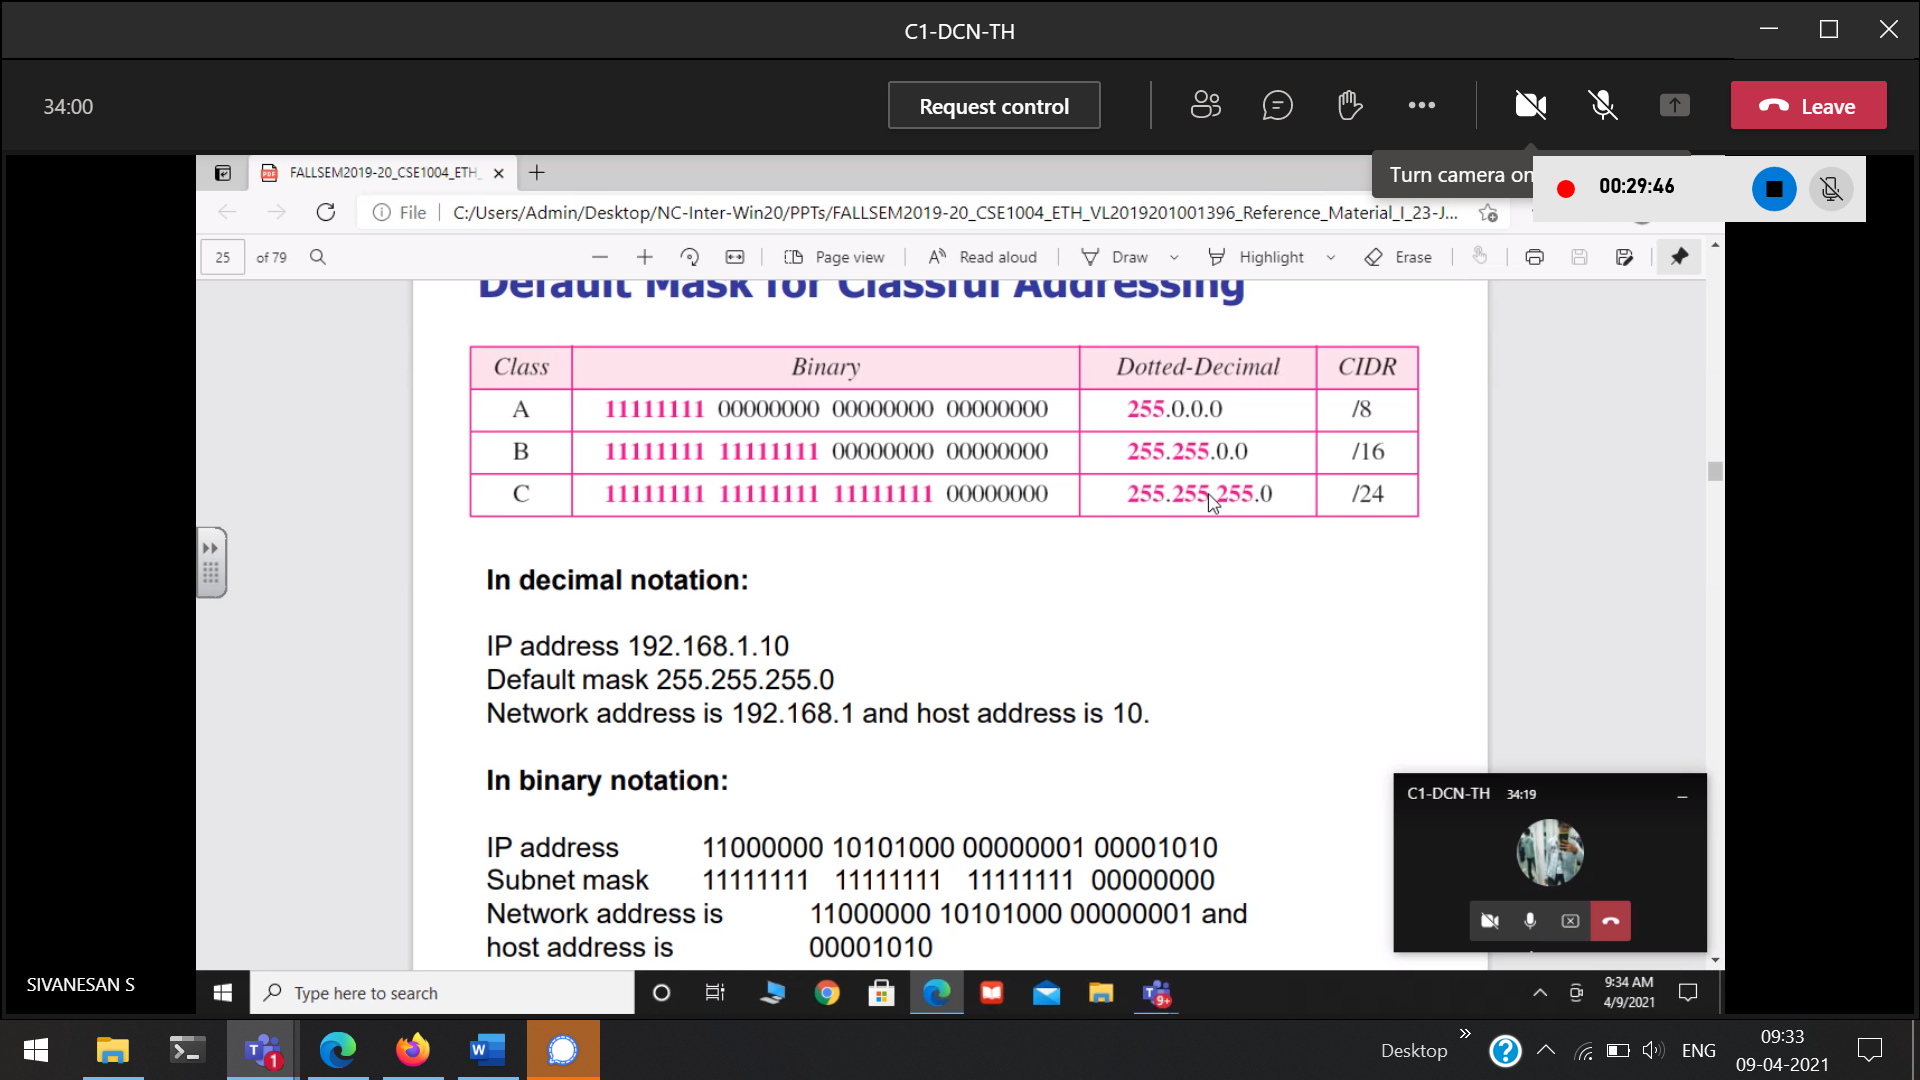 C1-DCN-TH
34:00
Request control
Leave
Turn camera on
00:29:46
FALLSEM2019-20_CSE1004_ETH_
File
C:/Users/Admin/Desktop/NC-Inter-Win20/PPTs/FALLSEM2019-20_CSE1004_ETH_VL2019201001396_Reference_Material_I_23-J...
25 of 79
Page view
Read aloud
Draw
Highlight
Erase
Default Mask for Classful Addressing
Class Binary Dotted-Decimal CIDR
A 11111111 00000000 00000000 00000000 255.0.0.0 /8
B 11111111 11111111 00000000 00000000 255.255.0.0 /16
C 11111111 11111111 11111111 00000000 255.255.255.0 /24
In decimal notation:
IP address 192.168.1.10
Default mask 255.255.255.0
Network address is 192.168.1 and host address is 10.
In binary notation:
IP address 11000000 10101000 00000001 00001010
Subnet mask 11111111 11111111 11111111 00000000
Network address is 11000000 10101000 00000001 and
host address is 00001010
C1-DCN-TH 34:19
SIVANESAN S
Type here to search
9+
9:34 AM
4/9/2021
1
Desktop
ENG
09:33
09-04-2021